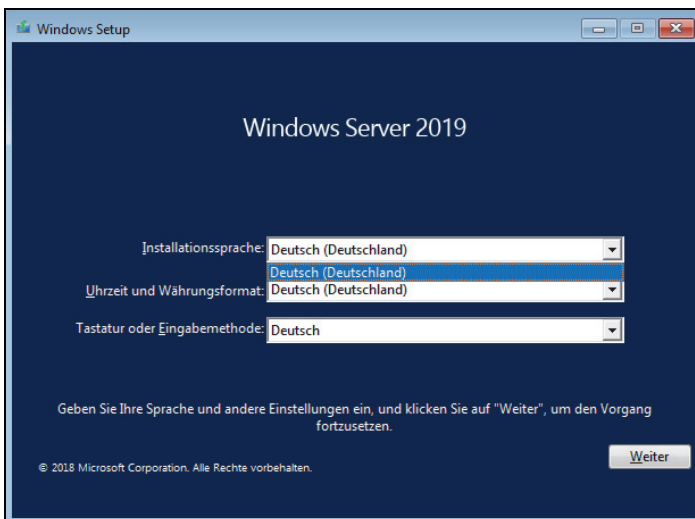 Windows Setup
Windows Server 2019
Installationssprache: Deutsch (Deutschland)
Deutsch (Deutschland)
Uhrzeit und Währungsformat: Deutsch (Deutschland)
Tastatur oder Eingabemethode: Deutsch
Geben Sie Ihre Sprache und andere Einstellungen ein, und klicken Sie auf "Weiter", um den Vorgang
fortzusetzen.
Weiter
© 2018 Microsoft Corporation. Alle Rechte vorbehalten.